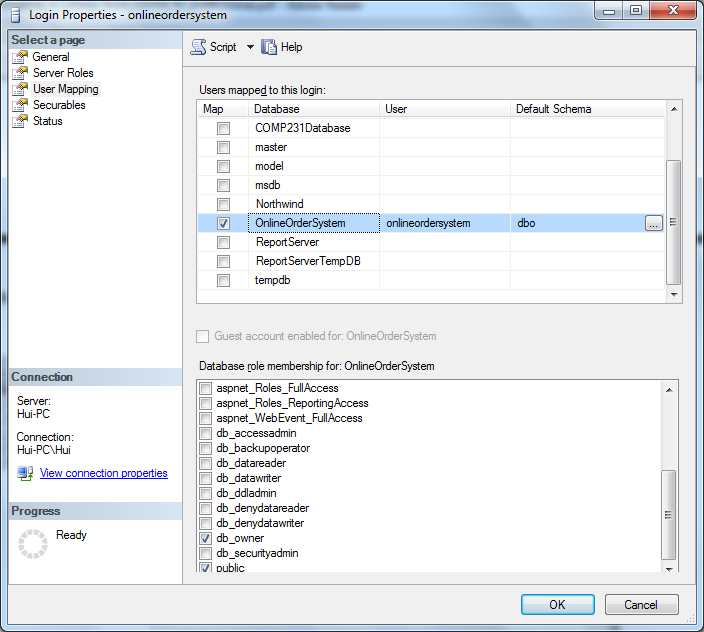 Login Properties - onlineordersystem
Select a page
General
Server Roles
User Mapping
Securables
Status
Script Help
Users mapped to this login:
Map Database User Default Schema
COMP231Database
master
model
msdb
Northwind
OnlineOrderSystem onlineordersystem dbo ...
ReportServer
ReportServerTempDB
tempdb
Guest account enabled for: OnlineOrderSystem
Database role membership for: OnlineOrderSystem
aspnet_Roles_FullAccess
aspnet_Roles_ReportingAccess
aspnet_WebEvent_FullAccess
db_accessadmin
db_backupoperator
db_datareader
db_datawriter
db_ddladmin
db_denydatareader
db_denydatawriter
db_owner
db_securityadmin
public
Connection
Server:
Hui-PC
Connection:
Hui-PC\Hui
View connection properties
Progress
Ready
OK Cancel